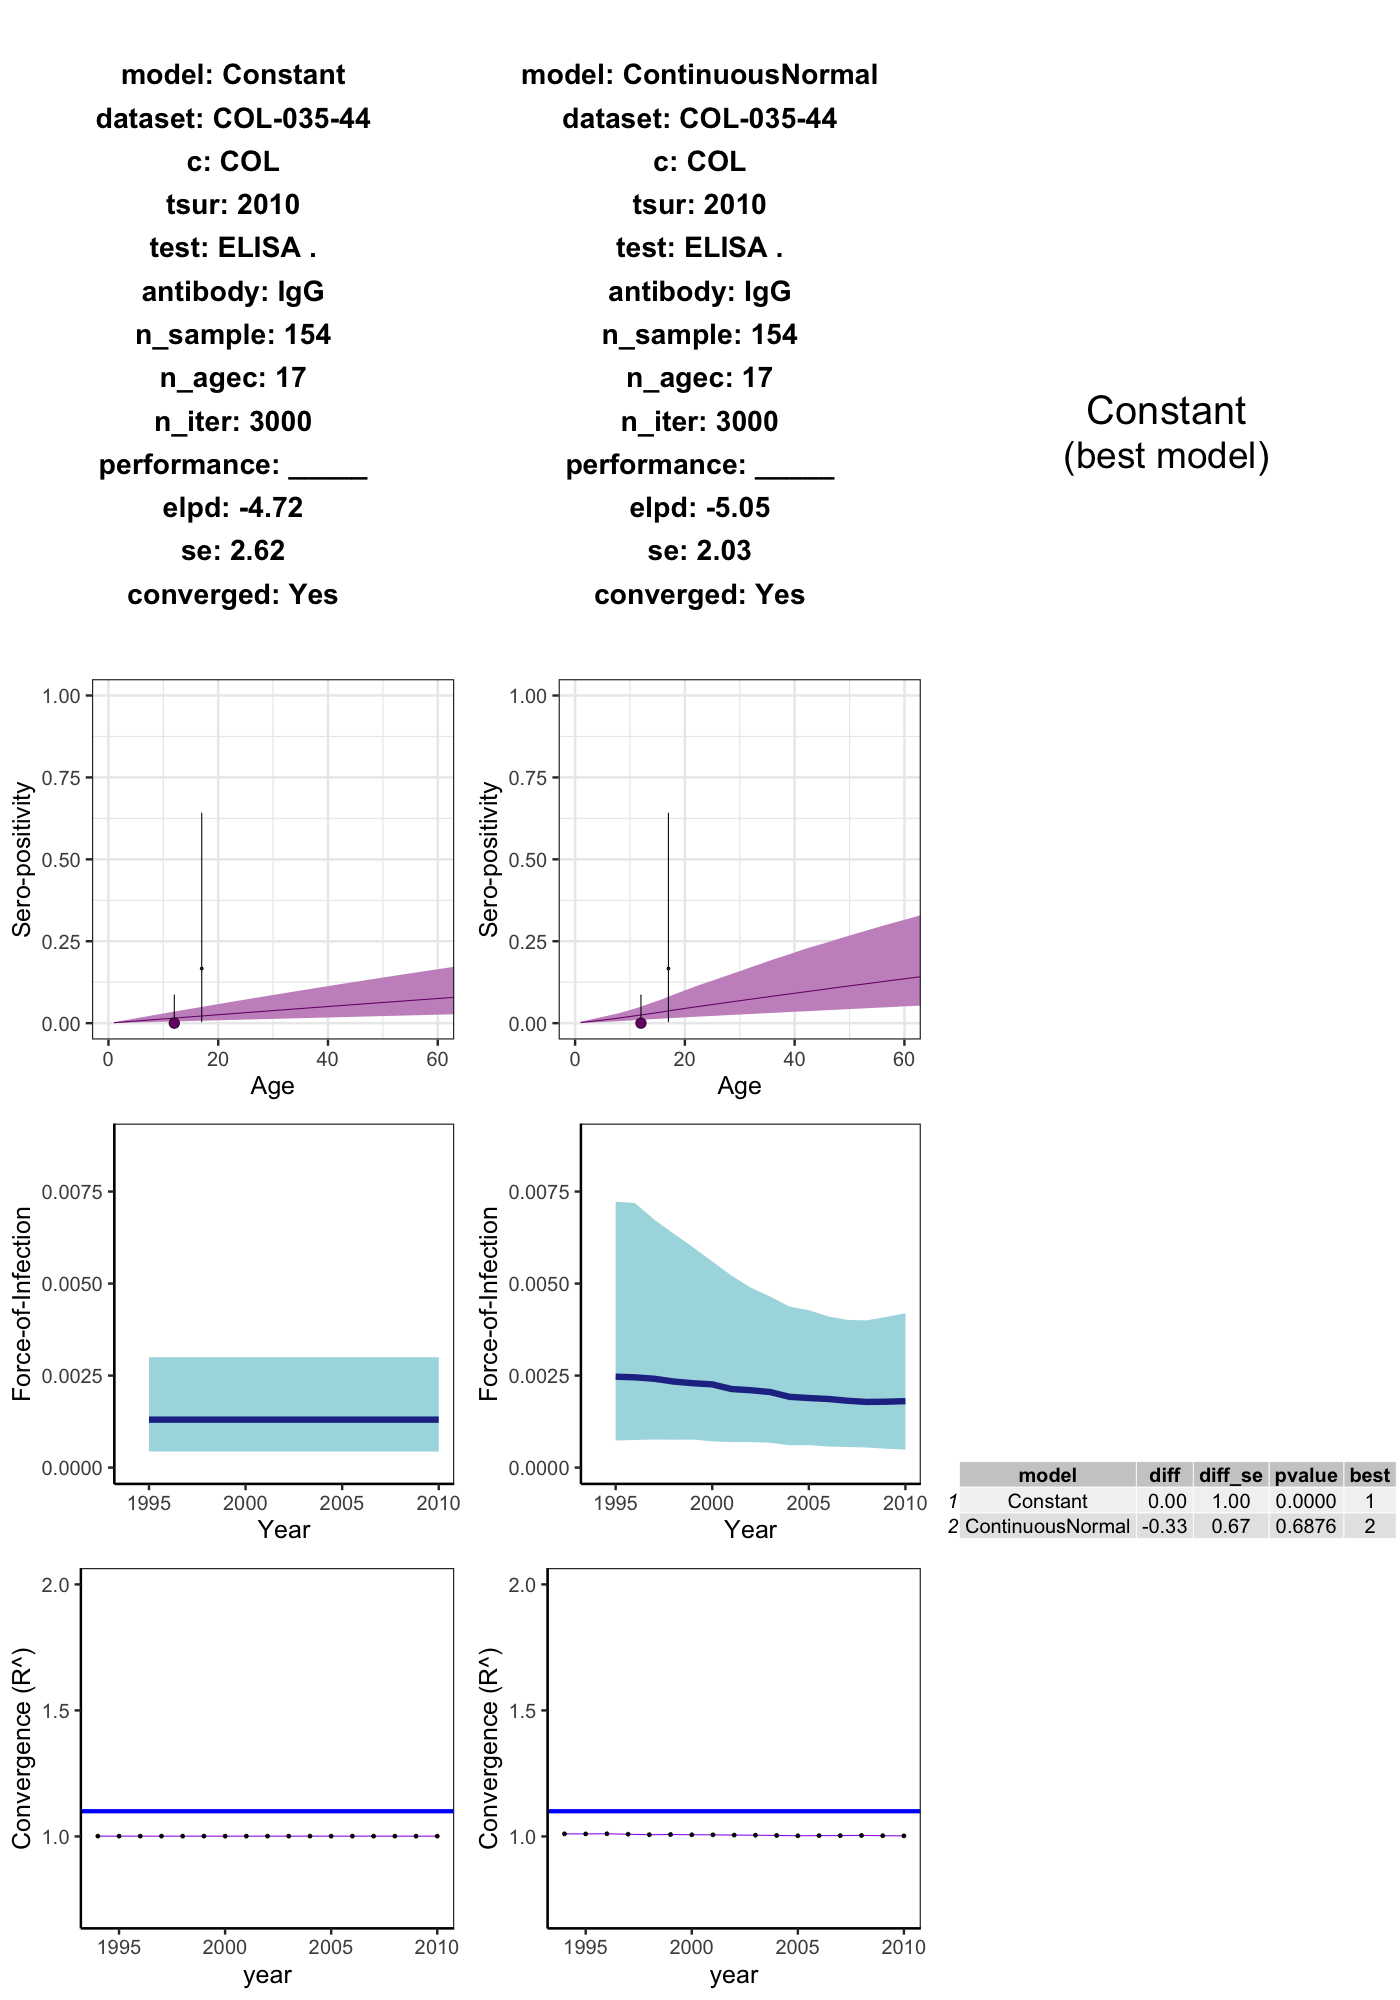 model: Constant
dataset: COL-035-44
c: COL
tsur: 2010
test: ELISA .
antibody: IgG
n_sample: 154
n_agec: 17
n_iter: 3000
performance: _____
elpd: -4.72
se: 2.62
converged: Yes
model: ContinuousNormal
dataset: COL-035-44
c: COL
tsur: 2010
test: ELISA .
antibody: IgG
n_sample: 154
n_agec: 17
n_iter: 3000
performance: _____
elpd: -5.05
se: 2.03
converged: Yes
Constant
(best model)
Sero-positivity
1.00
0.75
0.50
0.25
0.00
0 20 40 60
Age
Sero-positivity
1.00
0.75
0.50
0.25
0.00
0 20 40 60
Age
Force-of-Infection
0.0075
0.0050
0.0025
0.0000
1995 2000 2005 2010
Year
Force-of-Infection
0.0075
0.0050
0.0025
0.0000
1995 2000 2005 2010
Year
model diff diff_se pvalue best
1 Constant 0.00 1.00 0.0000 1
2 ContinuousNormal -0.33 0.67 0.6876 2
Convergence (R^)
2.0
1.5
1.0
1995 2000 2005 2010
year
Convergence (R^)
2.0
1.5
1.0
1995 2000 2005 2010
year